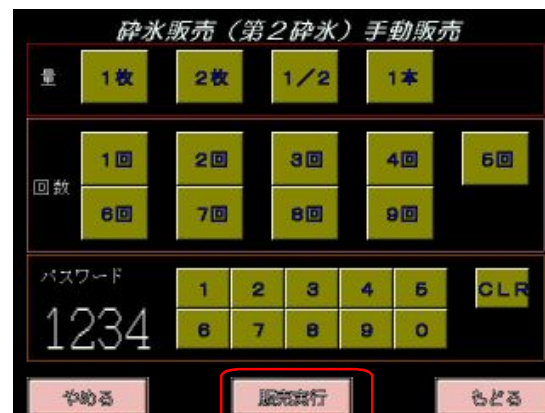 砕氷販売（第２砕氷）手動販売
量 1枚 2枚 1／2 1本
1回 2回 3回 4回 5回
回数
6回 7回 8回 9回
パスワード
1 2 3 4 5 CLR
1234
6 7 8 9 0
やめる 販売実行 もどる